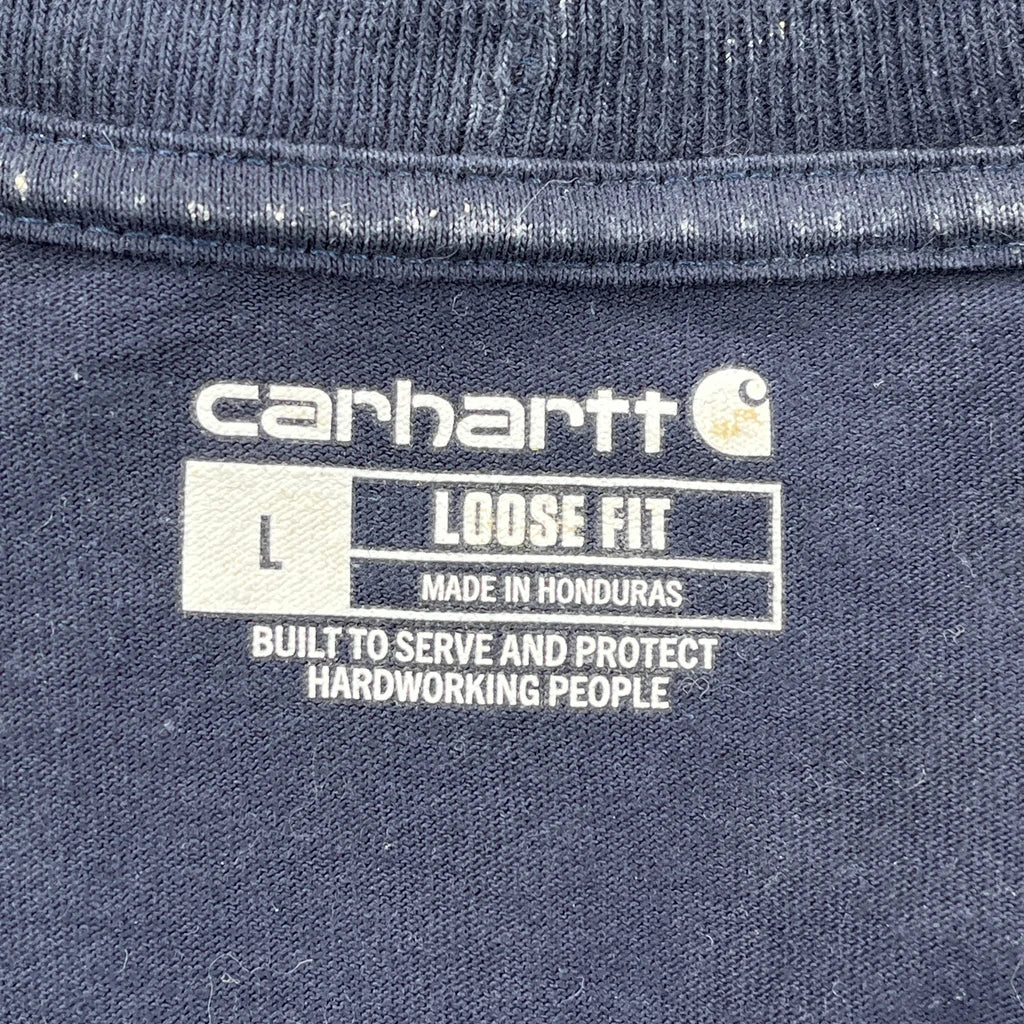 carhartt
L
LOOSE FIT
MADE IN HONDURAS
BUILT TO SERVE AND PROTECT
HARDWORKING PEOPLE